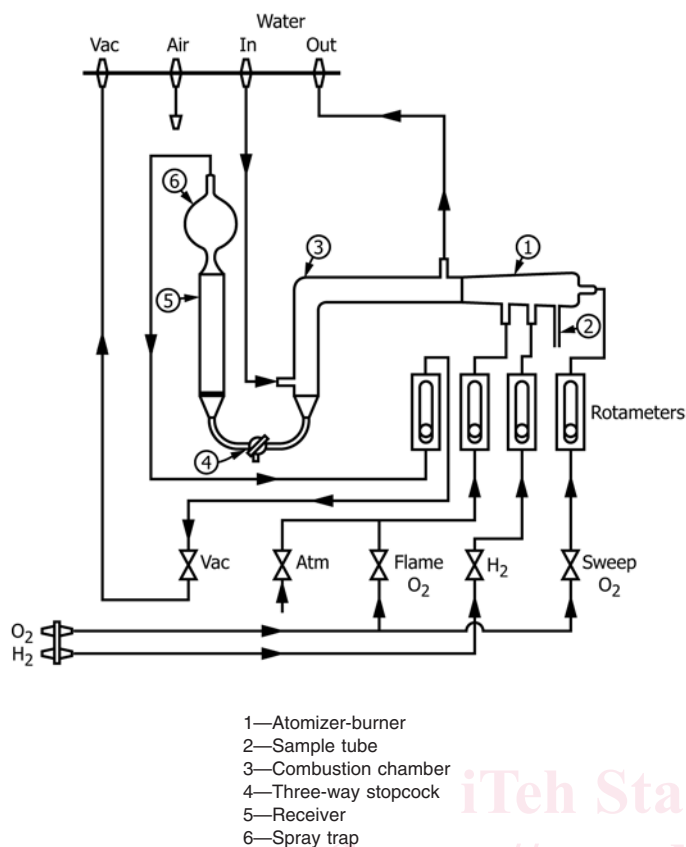 Water
Vac Air In Out
6
3
1
5
2
Rotameters
4
Vac Atm Flame O2 H2 Sweep O2
O2
H2
1—Atomizer-burner
2—Sample tube
3—Combustion chamber
4—Three-way stopcock
5—Receiver
6—Spray trap
iTeh Sta